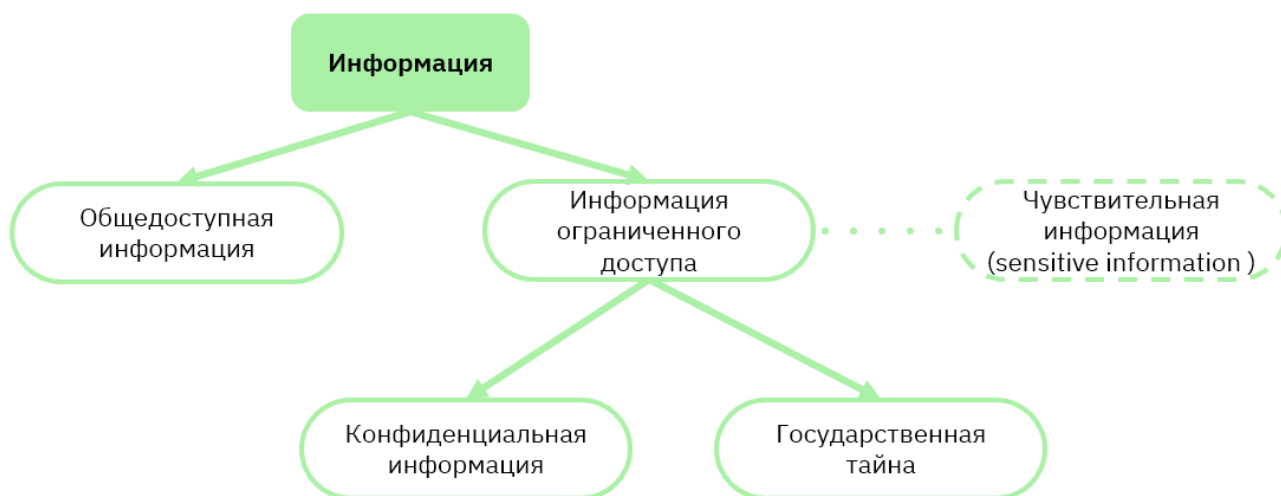 Информация
Общедоступная
информация
Информация
ограниченного
доступа
Чувствительная
информация
(sensitive information )
Конфиденциальная
информация
Государственная
тайна